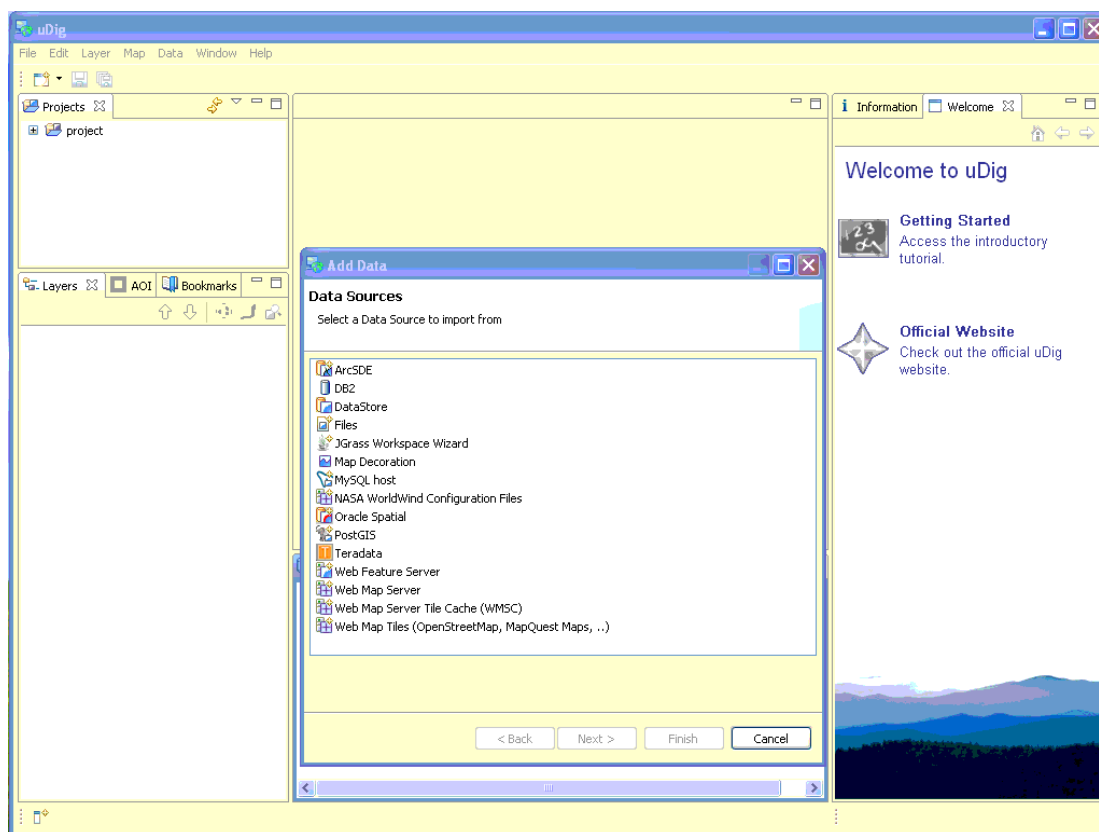 uDig
File Edit Layer Map Data Window Help
Projects
project
Layers AOI Bookmarks
Add Data
Data Sources
Select a Data Source to import from
ArcSDE
DB2
DataStore
Files
JGrass Workspace Wizard
Map Decoration
MySQL host
NASA WorldWind Configuration Files
Oracle Spatial
PostGIS
Teradata
Web Feature Server
Web Map Server
Web Map Server Tile Cache (WMSC)
Web Map Tiles (OpenStreetMap, MapQuest Maps, ..)
< Back Next > Finish Cancel
Information Welcome
Welcome to uDig
123
Getting Started
Access the introductory
tutorial.
Official Website
Check out the official uDig
website.